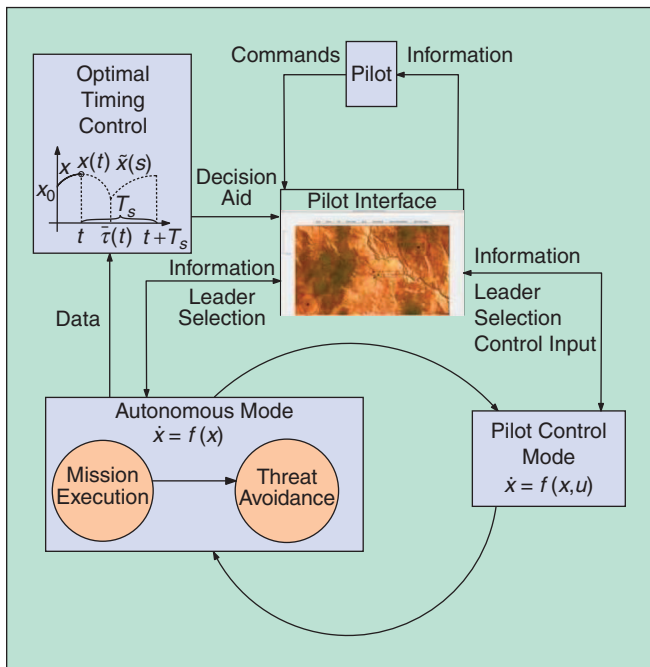 Optimal
Timing
Control
x x(t) x̃(s)
x₀
Tₛ
t τ̄(t) t + Tₛ
Commands
Information
Pilot
Decision
Aid
Pilot Interface
Information
Leader
Selection
Information
Leader
Selection
Control Input
Data
Autonomous Mode
ẋ = f (x)
Mission
Execution
Threat
Avoidance
Pilot Control
Mode
ẋ = f (x,u)